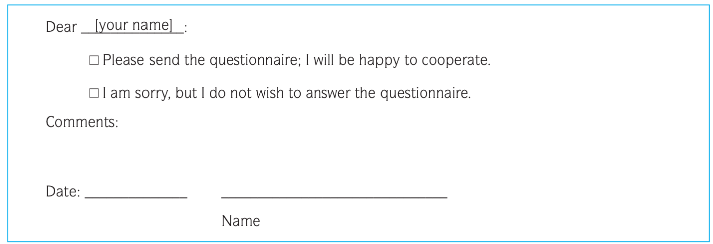 Dear [your name]:
☐ Please send the questionnaire; I will be happy to cooperate.
☐ I am sorry, but I do not wish to answer the questionnaire.
Comments:
Date: ______________ ______________________________
Name